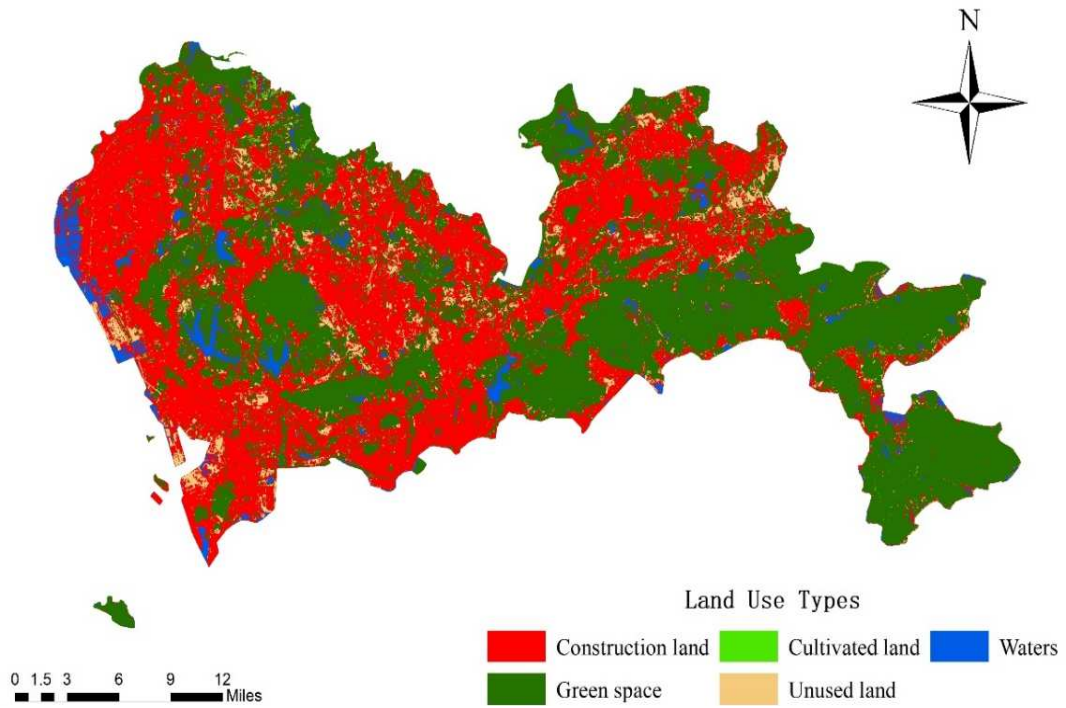 N
Land Use Types
Construction land Cultivated land Waters
Green space Unused land
0 1.5 3 6 9 12
Miles